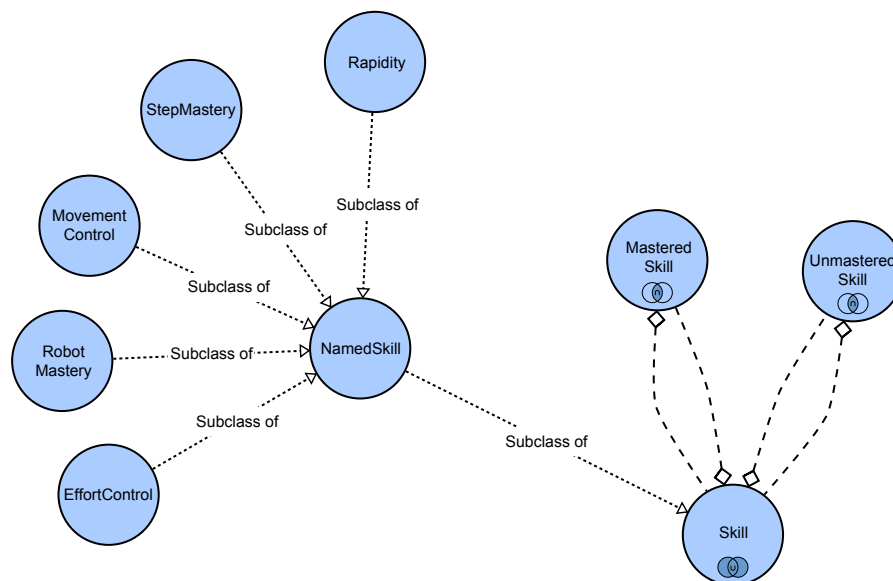 Rapidity
StepMastery
Subclass of
Subclass of
Movement
Control
Mastered
Skill
∩
Unmastered
Skill
∩
Subclass of
Robot
Mastery
Subclass of
NamedSkill
Subclass of
Subclass of
EffortControl
Skill
∪